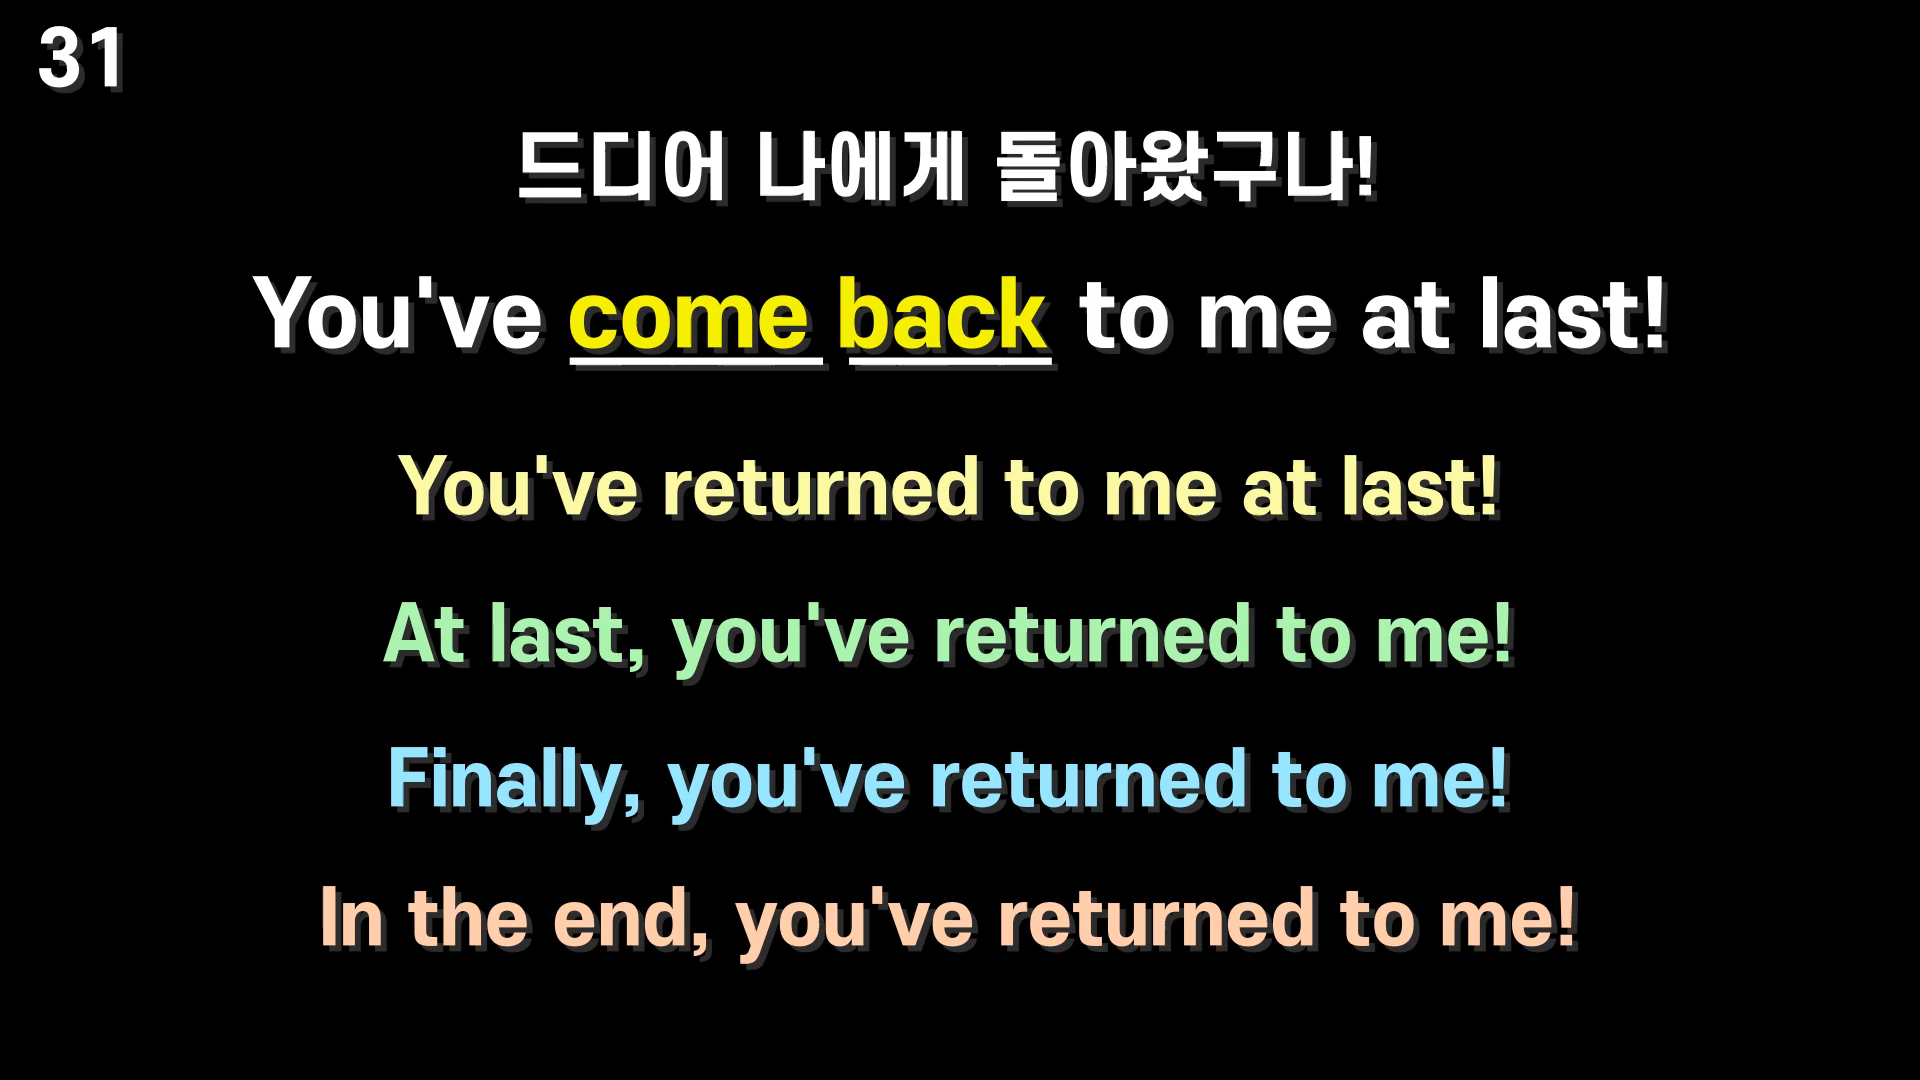 31
드디어 나에게 돌아왔구나!
You've come back to me at last!
You've returned to me at last!
At last, you've returned to me!
Finally, you've returned to me!
In the end, you've returned to me!